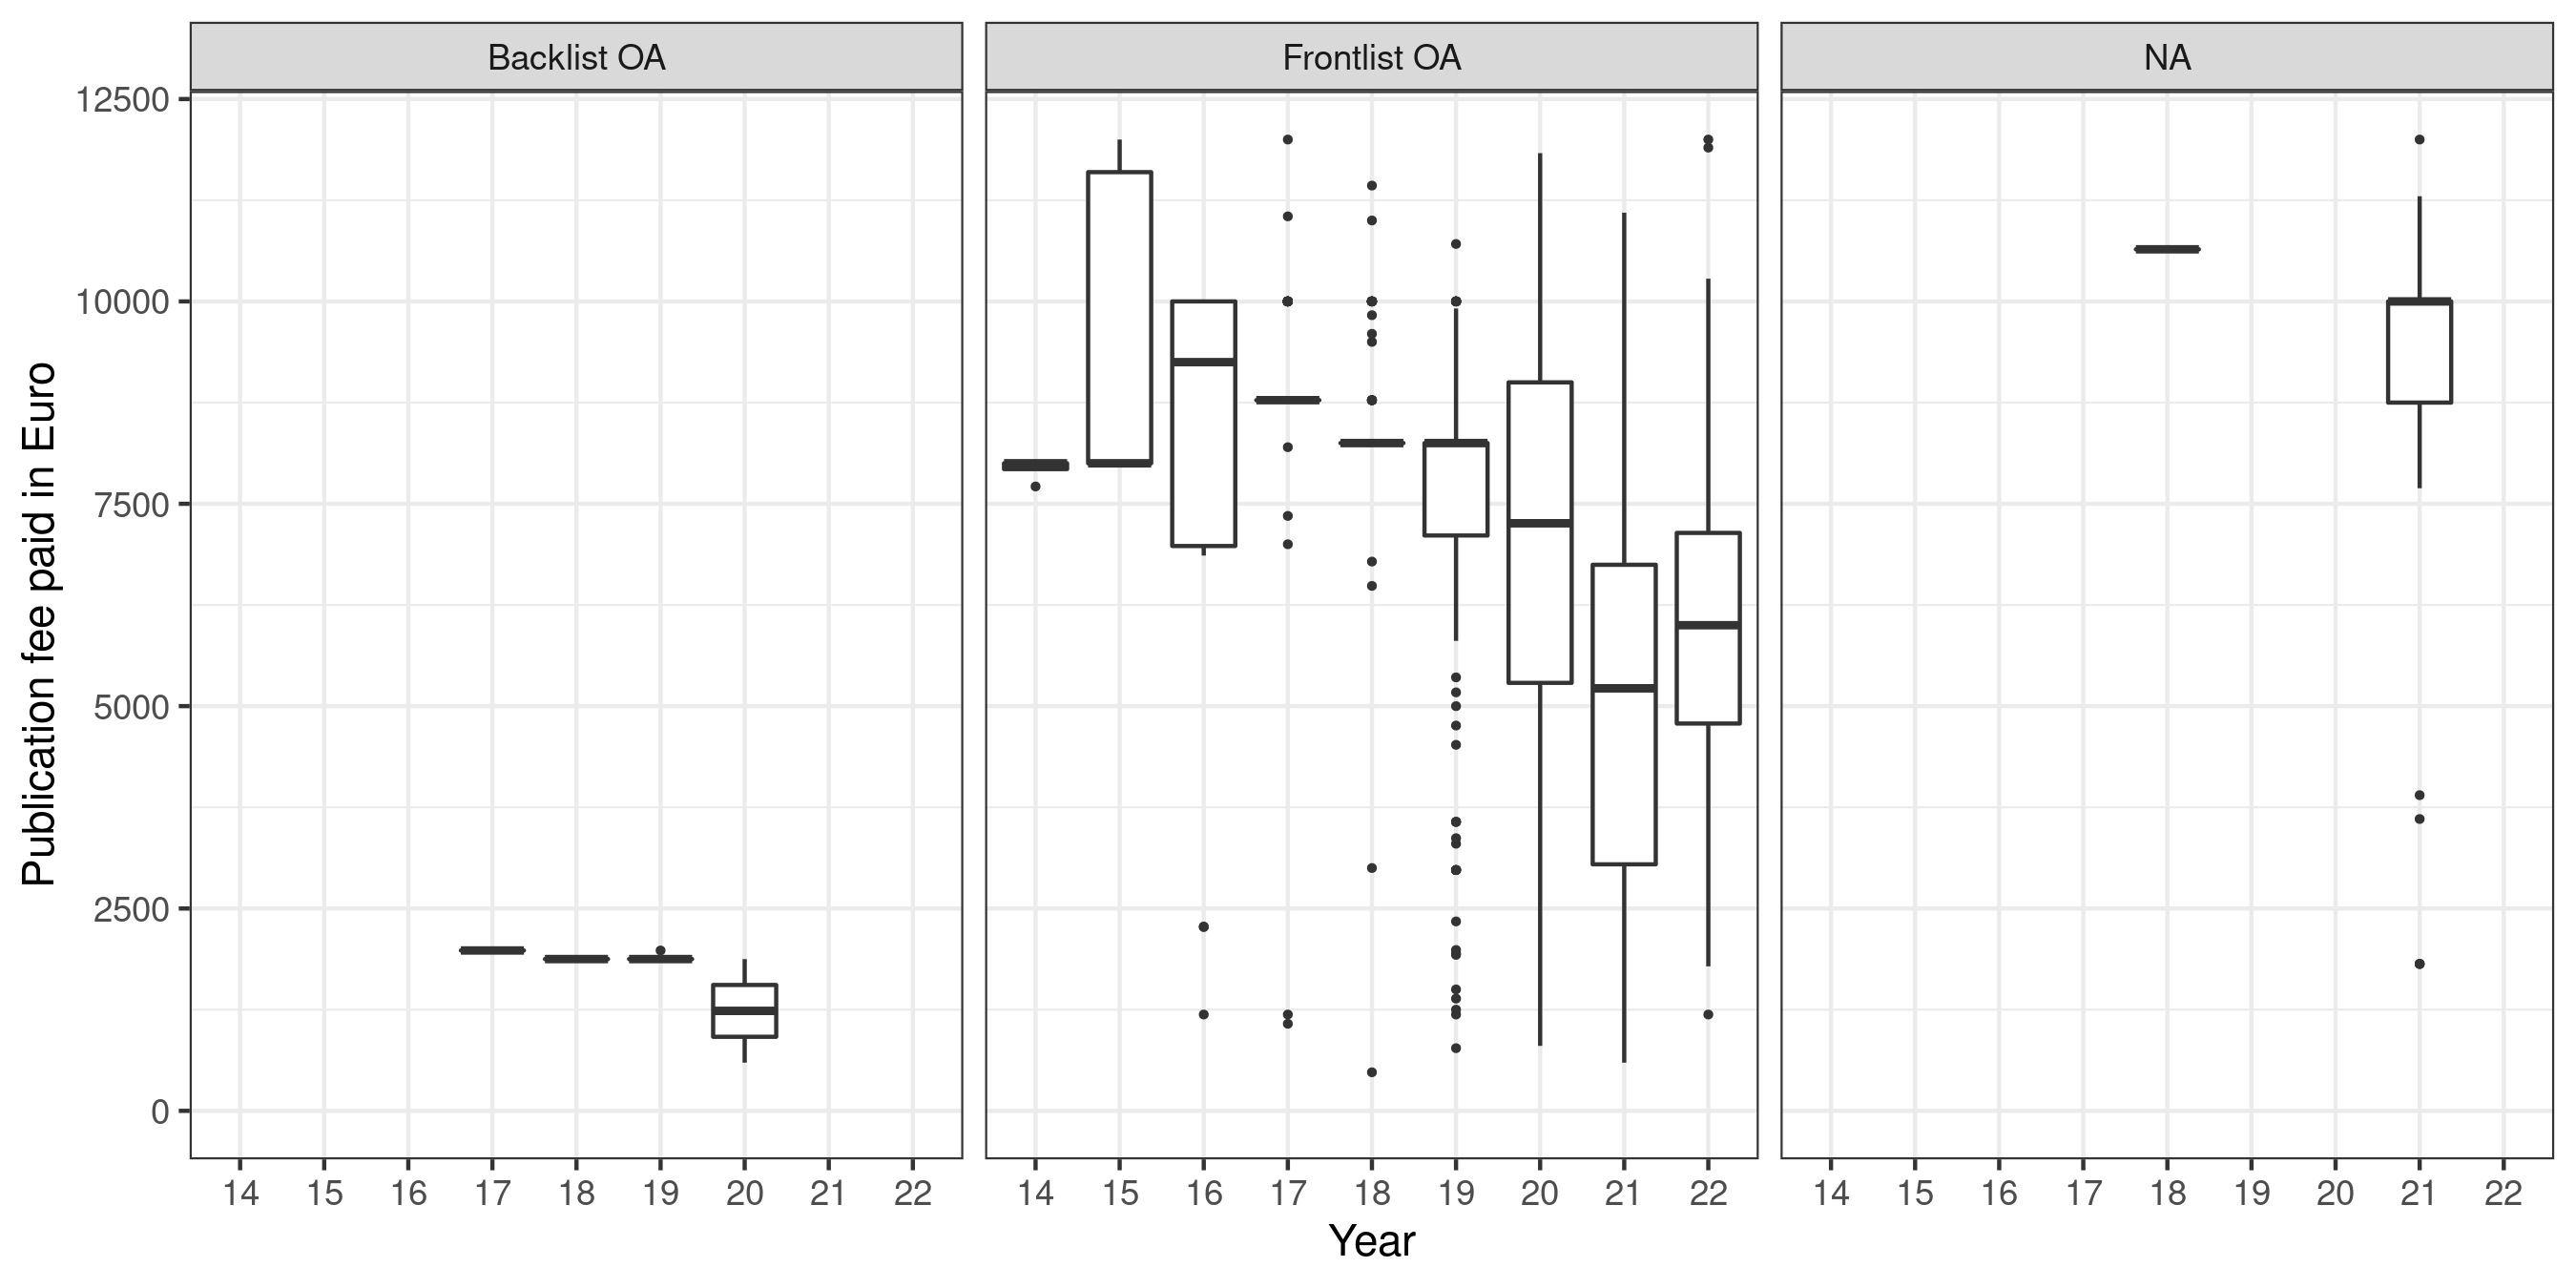 Backlist OA Frontlist OA NA
Publication fee paid in Euro
12500
10000
7500
5000
2500
0
14 15 16 17 18 19 20 21 22 14 15 16 17 18 19 20 21 22 14 15 16 17 18 19 20 21 22
Year